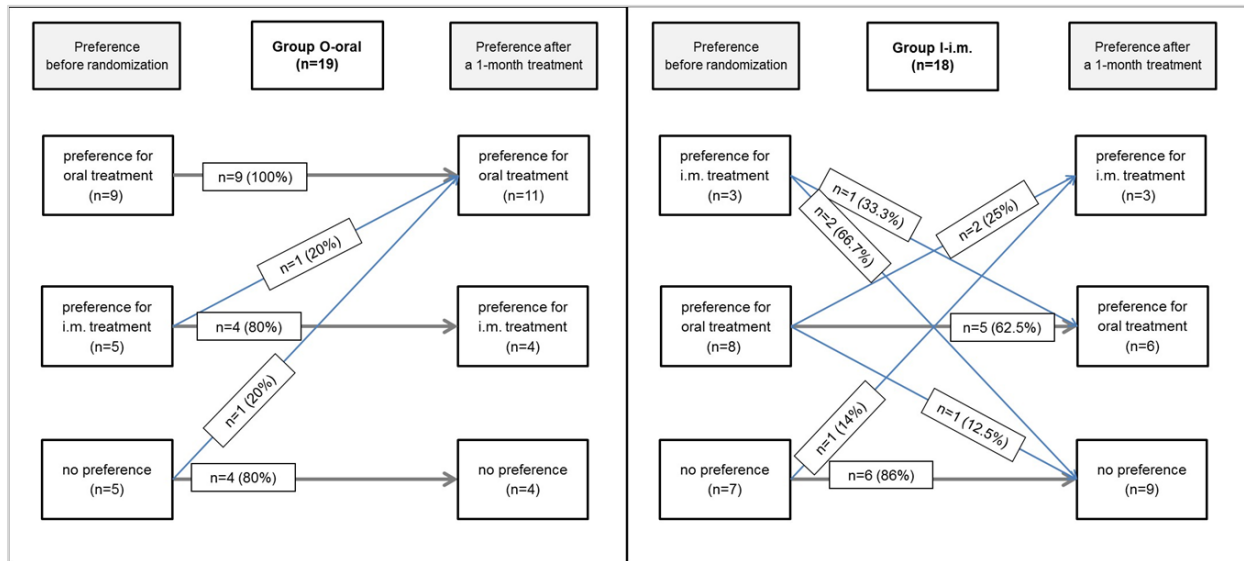 Preference
before randomization
Group O-oral
(n=19)
Preference after
a 1-month treatment
preference for
oral treatment
(n=9)
n=9 (100%)
preference for
oral treatment
(n=11)
n=1 (20%)
preference for
i.m. treatment
(n=5)
n=4 (80%)
preference for
i.m. treatment
(n=4)
n=1 (20%)
no preference
(n=5)
n=4 (80%)
no preference
(n=4)
Preference
before randomization
Group I-i.m.
(n=18)
Preference after
a 1-month treatment
preference for
i.m. treatment
(n=3)
n=1 (33.3%)
n=2 (66.7%)
n=2 (25%)
preference for
i.m. treatment
(n=3)
preference for
oral treatment
(n=8)
n=5 (62.5%)
preference for
oral treatment
(n=6)
n=1 (14%)
n=1 (12.5%)
no preference
(n=7)
n=6 (86%)
no preference
(n=9)